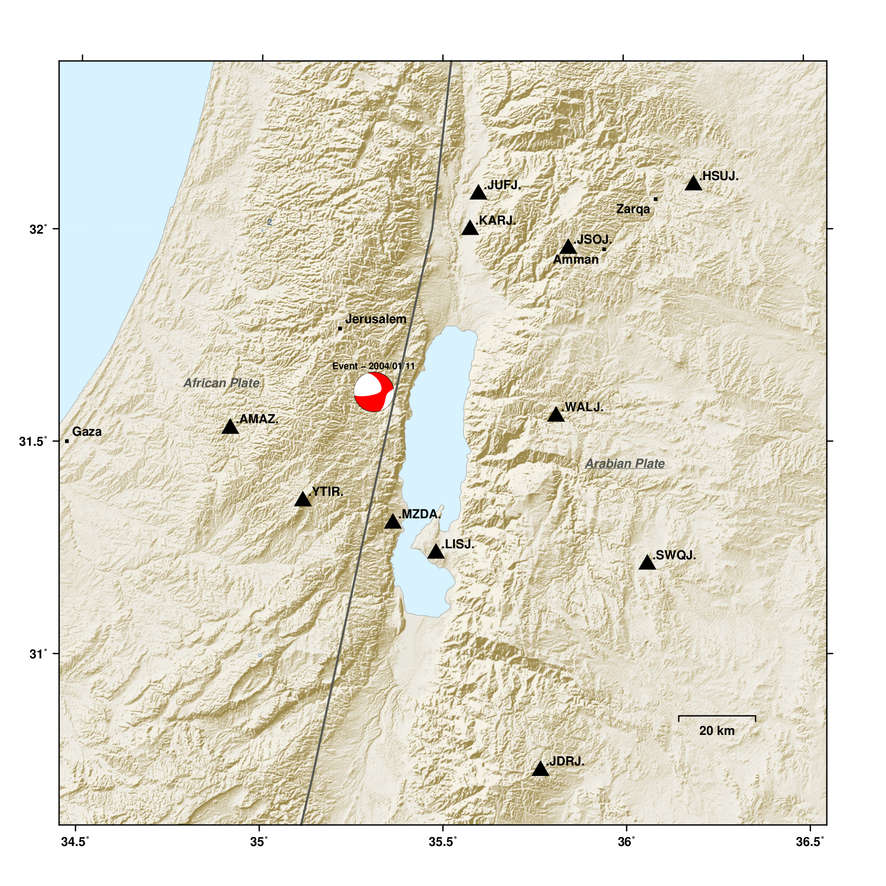 .HSUJ.
.JUFJ.
Zarqa
.KARJ.
32°
.JSOJ.
Amman
Jerusalem
Event – 2004/01/11
African Plate
.WALJ.
.AMAZ.
Gaza
31.5°
Arabian Plate
.YTIR.
.MZDA.
.LISJ.
.SWQJ.
31°
20 km
.JDRJ.
34.5°
35°
35.5°
36°
36.5°